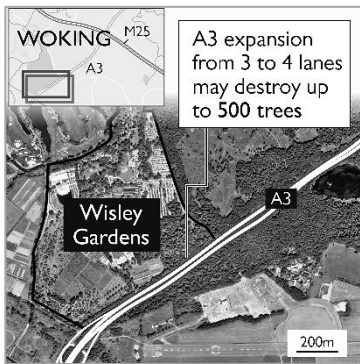 WOKING
M25
A3
A3 expansion
from 3 to 4 lanes
may destroy up
to 500 trees
A3
Wisley
Gardens
200m